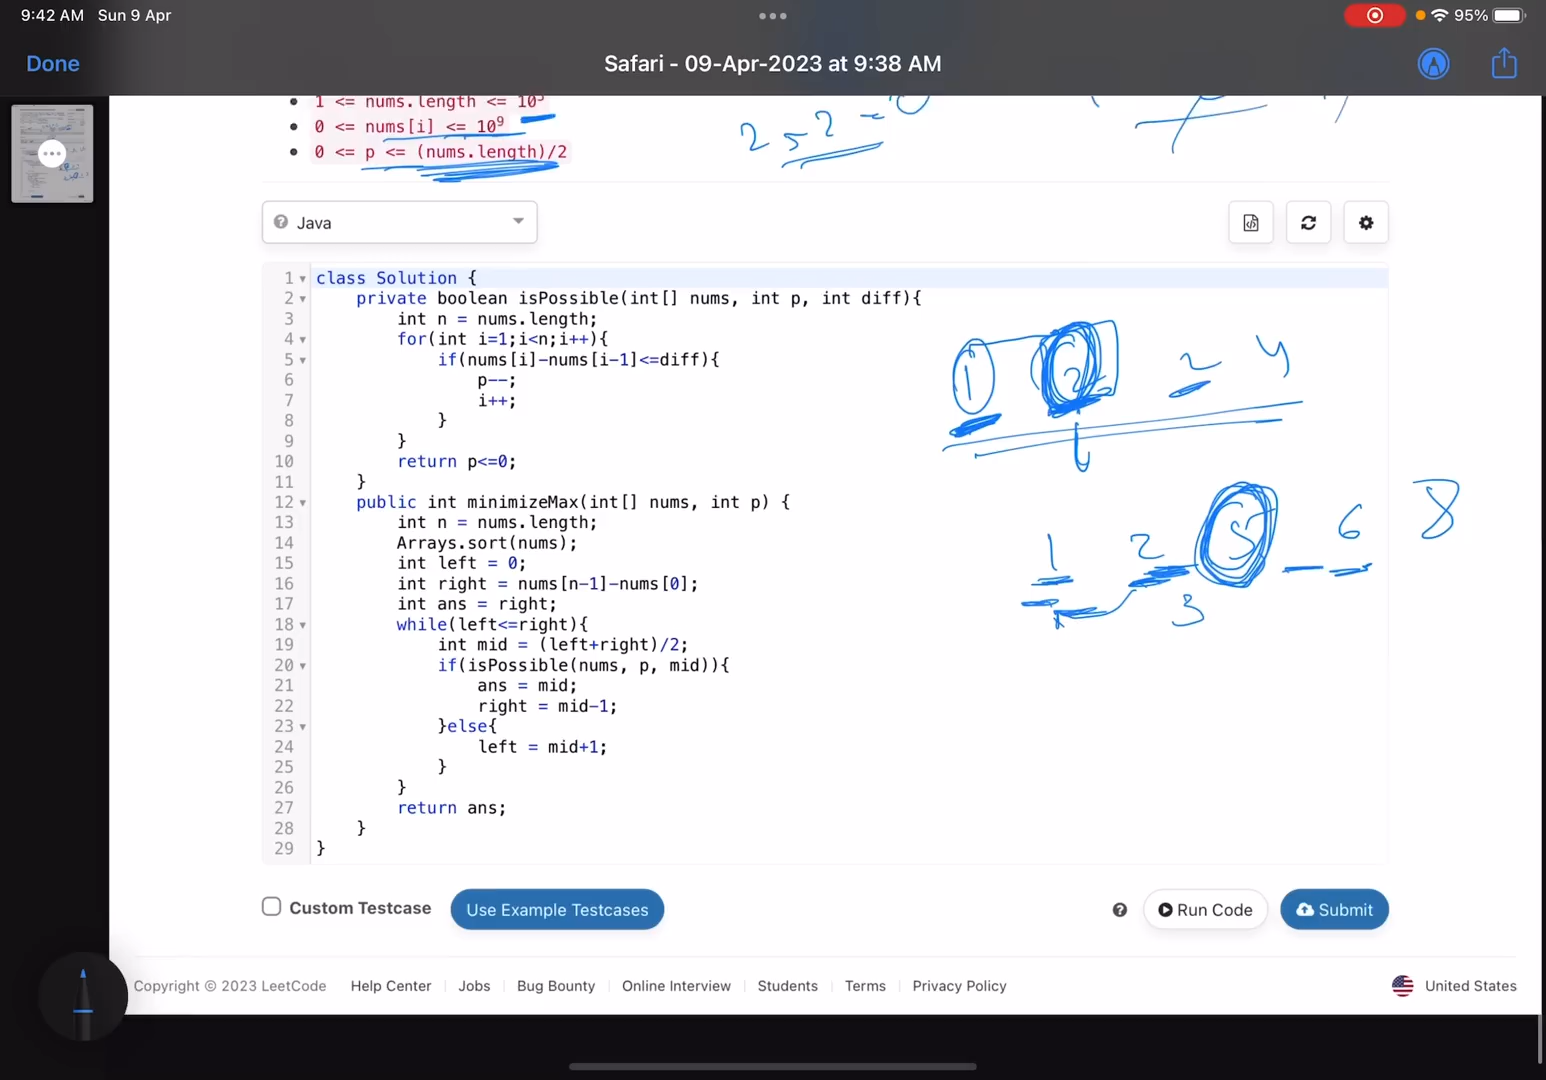 9:42 AM Sun 9 Apr
95%
Done
Safari - 09-Apr-2023 at 9:38 AM
1 <= nums.length <= 10^5
0 <= nums[i] <= 10^9
0 <= p <= (nums.length)/2
Java
1 class Solution {
2 private boolean isPossible(int[] nums, int p, int diff){
3 int n = nums.length;
4 for(int i=1;i<n;i++){
5 if(nums[i]-nums[i-1]<=diff){
6 p--;
7 i++;
8 }
9 }
10 return p<=0;
11 }
12 public int minimizeMax(int[] nums, int p) {
13 int n = nums.length;
14 Arrays.sort(nums);
15 int left = 0;
16 int right = nums[n-1]-nums[0];
17 int ans = right;
18 while(left<=right){
19 int mid = (left+right)/2;
20 if(isPossible(nums, p, mid)){
21 ans = mid;
22 right = mid-1;
23 }else{
24 left = mid+1;
25 }
26 }
27 return ans;
28 }
29 }
1 2 2 4
1 2 5 6 8
3
Custom Testcase
Use Example Testcases
Run Code
Submit
Copyright © 2023 LeetCode
Help Center
Jobs
Bug Bounty
Online Interview
Students
Terms
Privacy Policy
United States